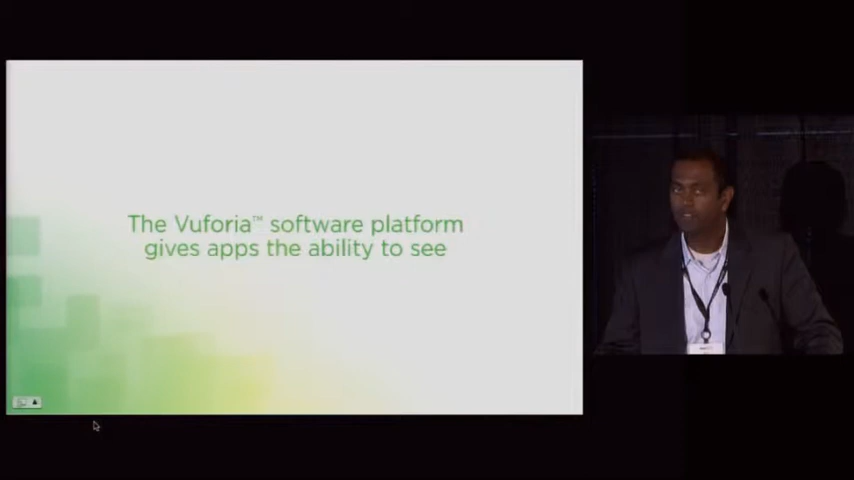 The Vuforia™ software platform
gives apps the ability to see